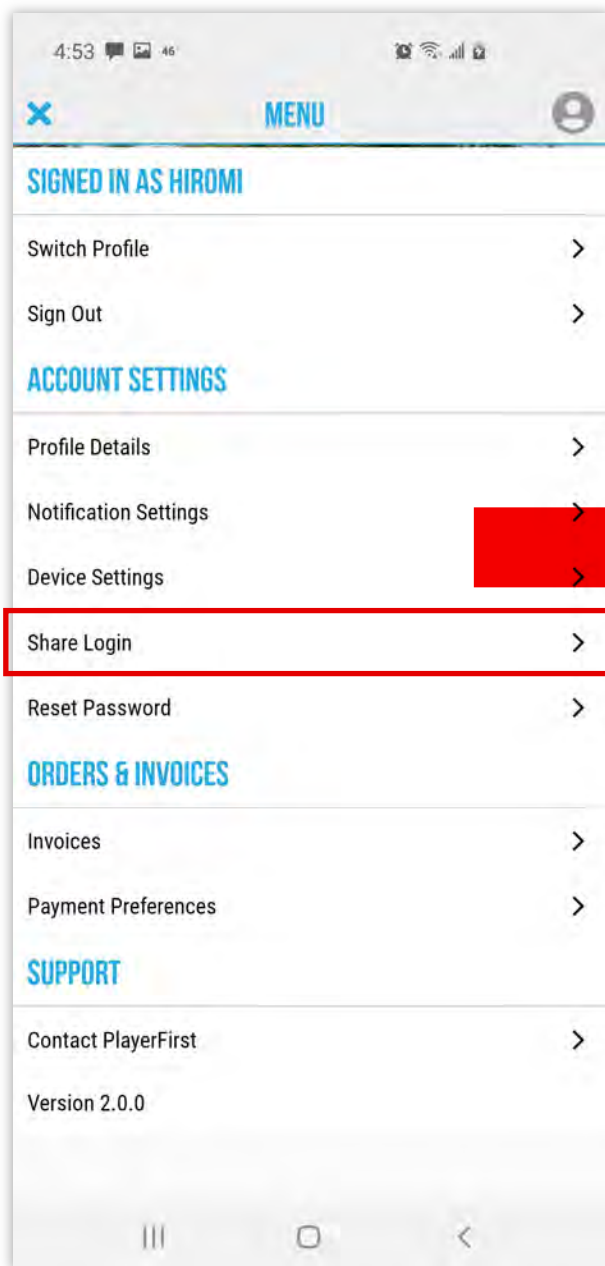 4:53 46
MENU
SIGNED IN AS HIROMI
Switch Profile
Sign Out
ACCOUNT SETTINGS
Profile Details
Notification Settings
Device Settings
Share Login
Reset Password
ORDERS & INVOICES
Invoices
Payment Preferences
SUPPORT
Contact PlayerFirst
Version 2.0.0